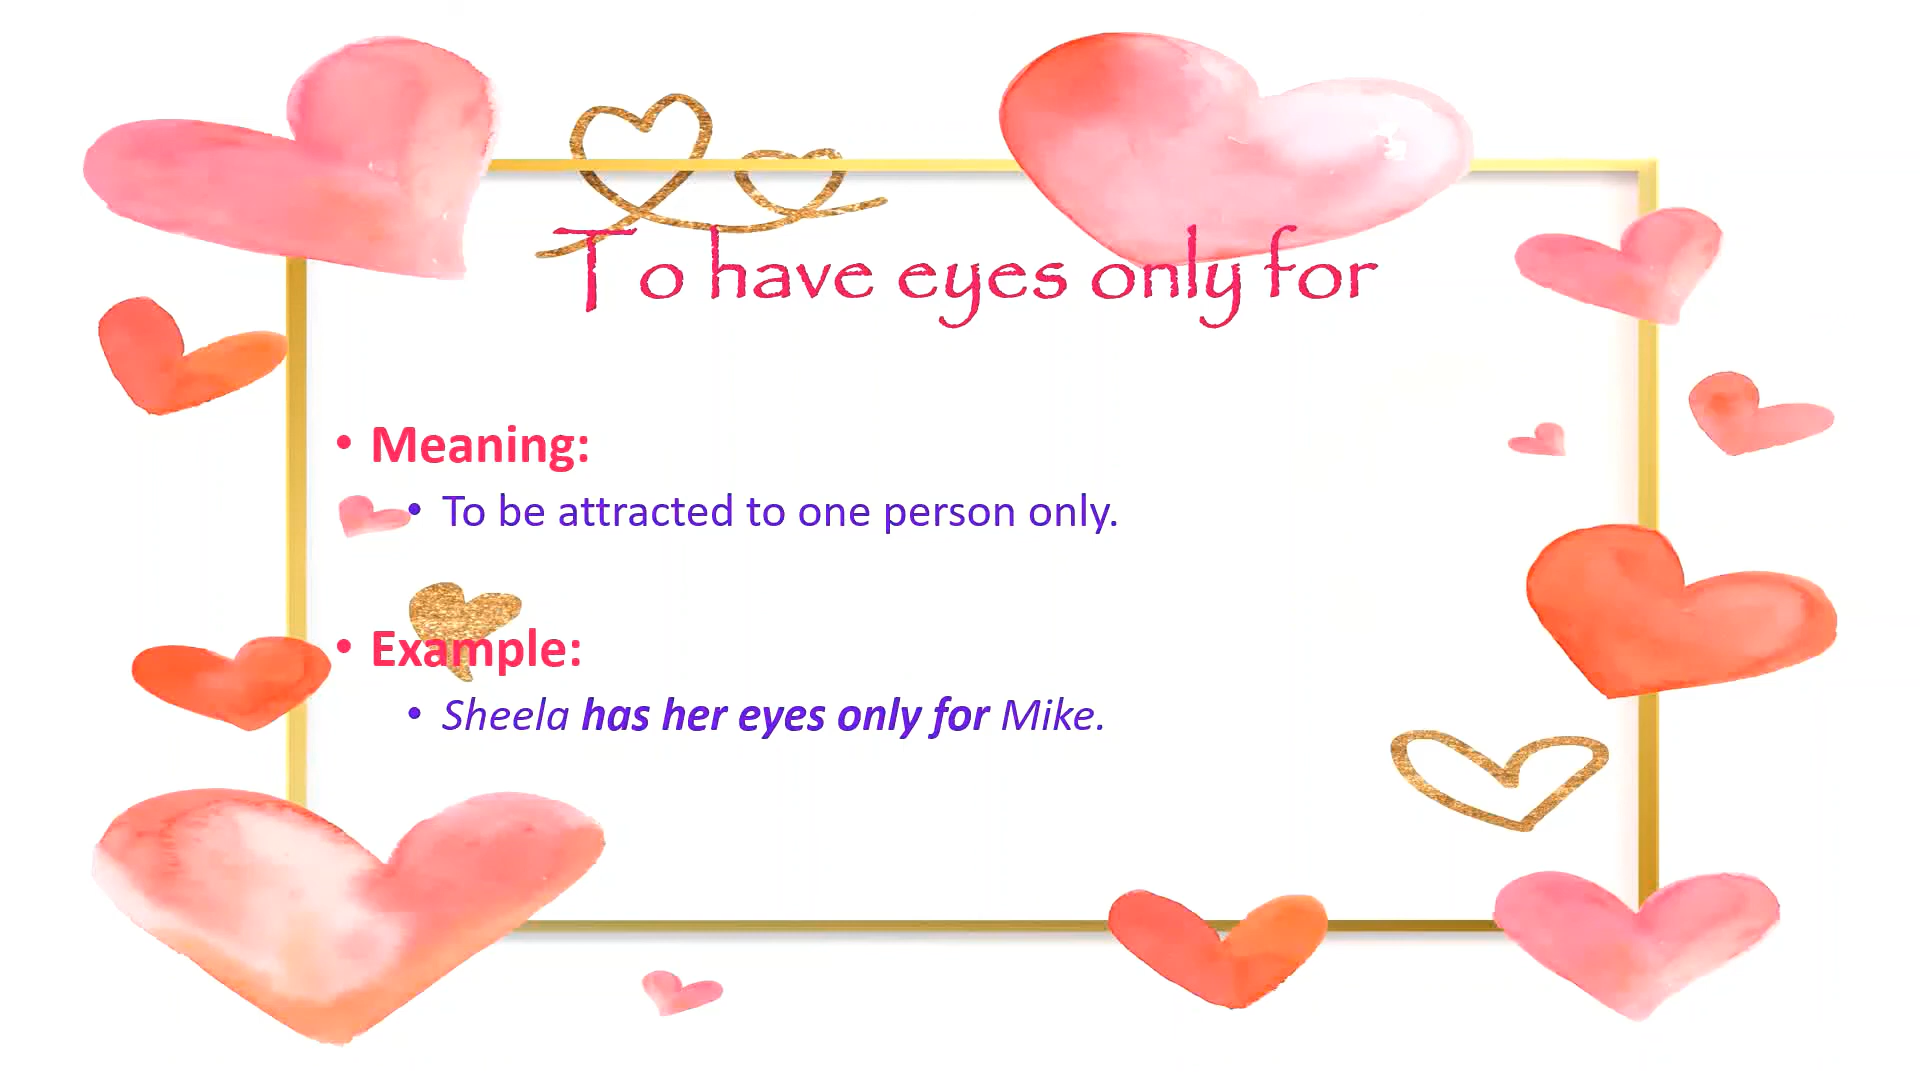 To have eyes only for
• Meaning:
• To be attracted to one person only.
• Example:
• Sheela has her eyes only for Mike.